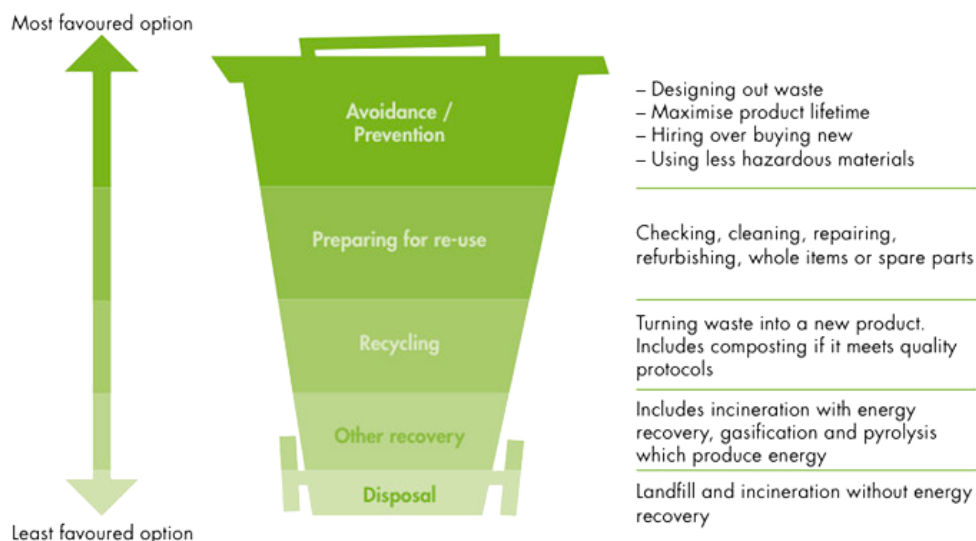 Most favoured option
Avoidance /
Prevention
– Designing out waste
– Maximise product lifetime
– Hiring over buying new
– Using less hazardous materials
Preparing for re-use
Checking, cleaning, repairing,
refurbishing, whole items or spare parts
Recycling
Turning waste into a new product.
Includes composting if it meets quality
protocols
Other recovery
Includes incineration with energy
recovery, gasification and pyrolysis
which produce energy
Disposal
Landfill and incineration without energy
recovery
Least favoured option